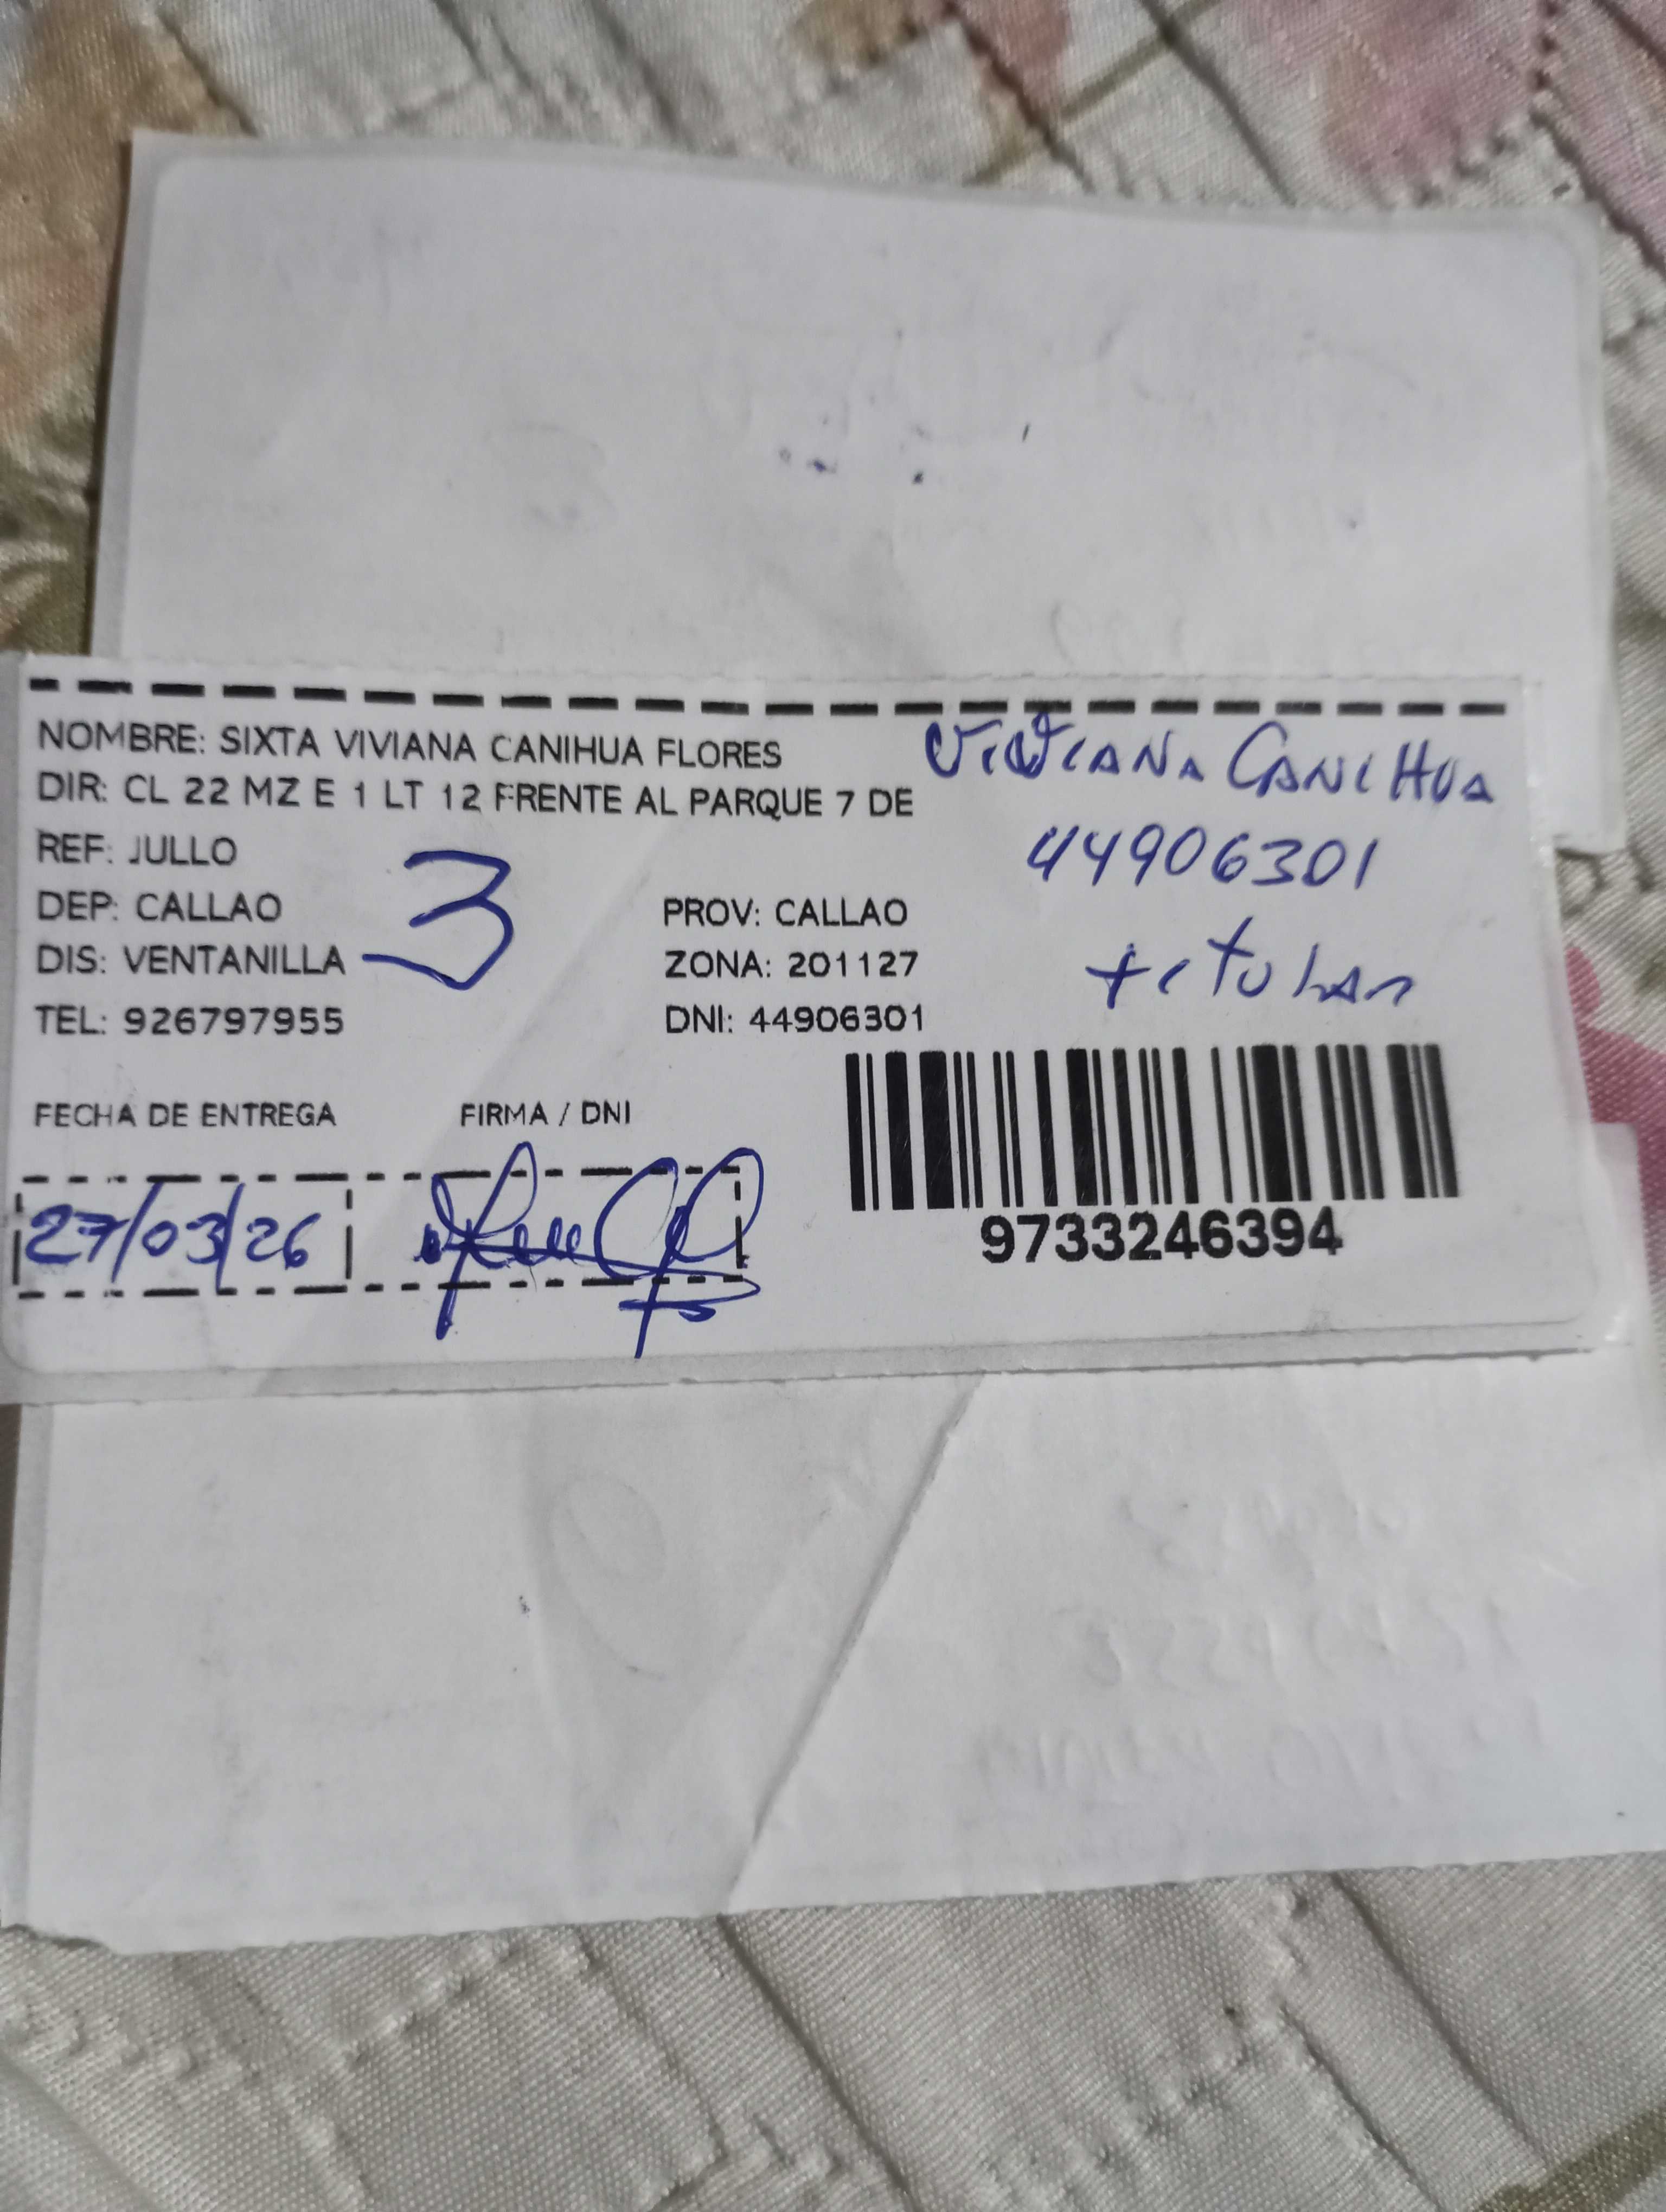 NOMBRE: SIXTA VIVIANA CANIHUA FLORES
VIVIANA CANIHUA
DIR: CL 22 MZ E 1 LT 12 FRENTE AL PARQUE 7 DE
REF: JULLO
44906301
3
DEP: CALLAO PROV: CALLAO
titular
DIS: VENTANILLA ZONA: 201127
TEL: 926797955 DNI: 44906301
FECHA DE ENTREGA FIRMA / DNI
27/03/26
9733246394